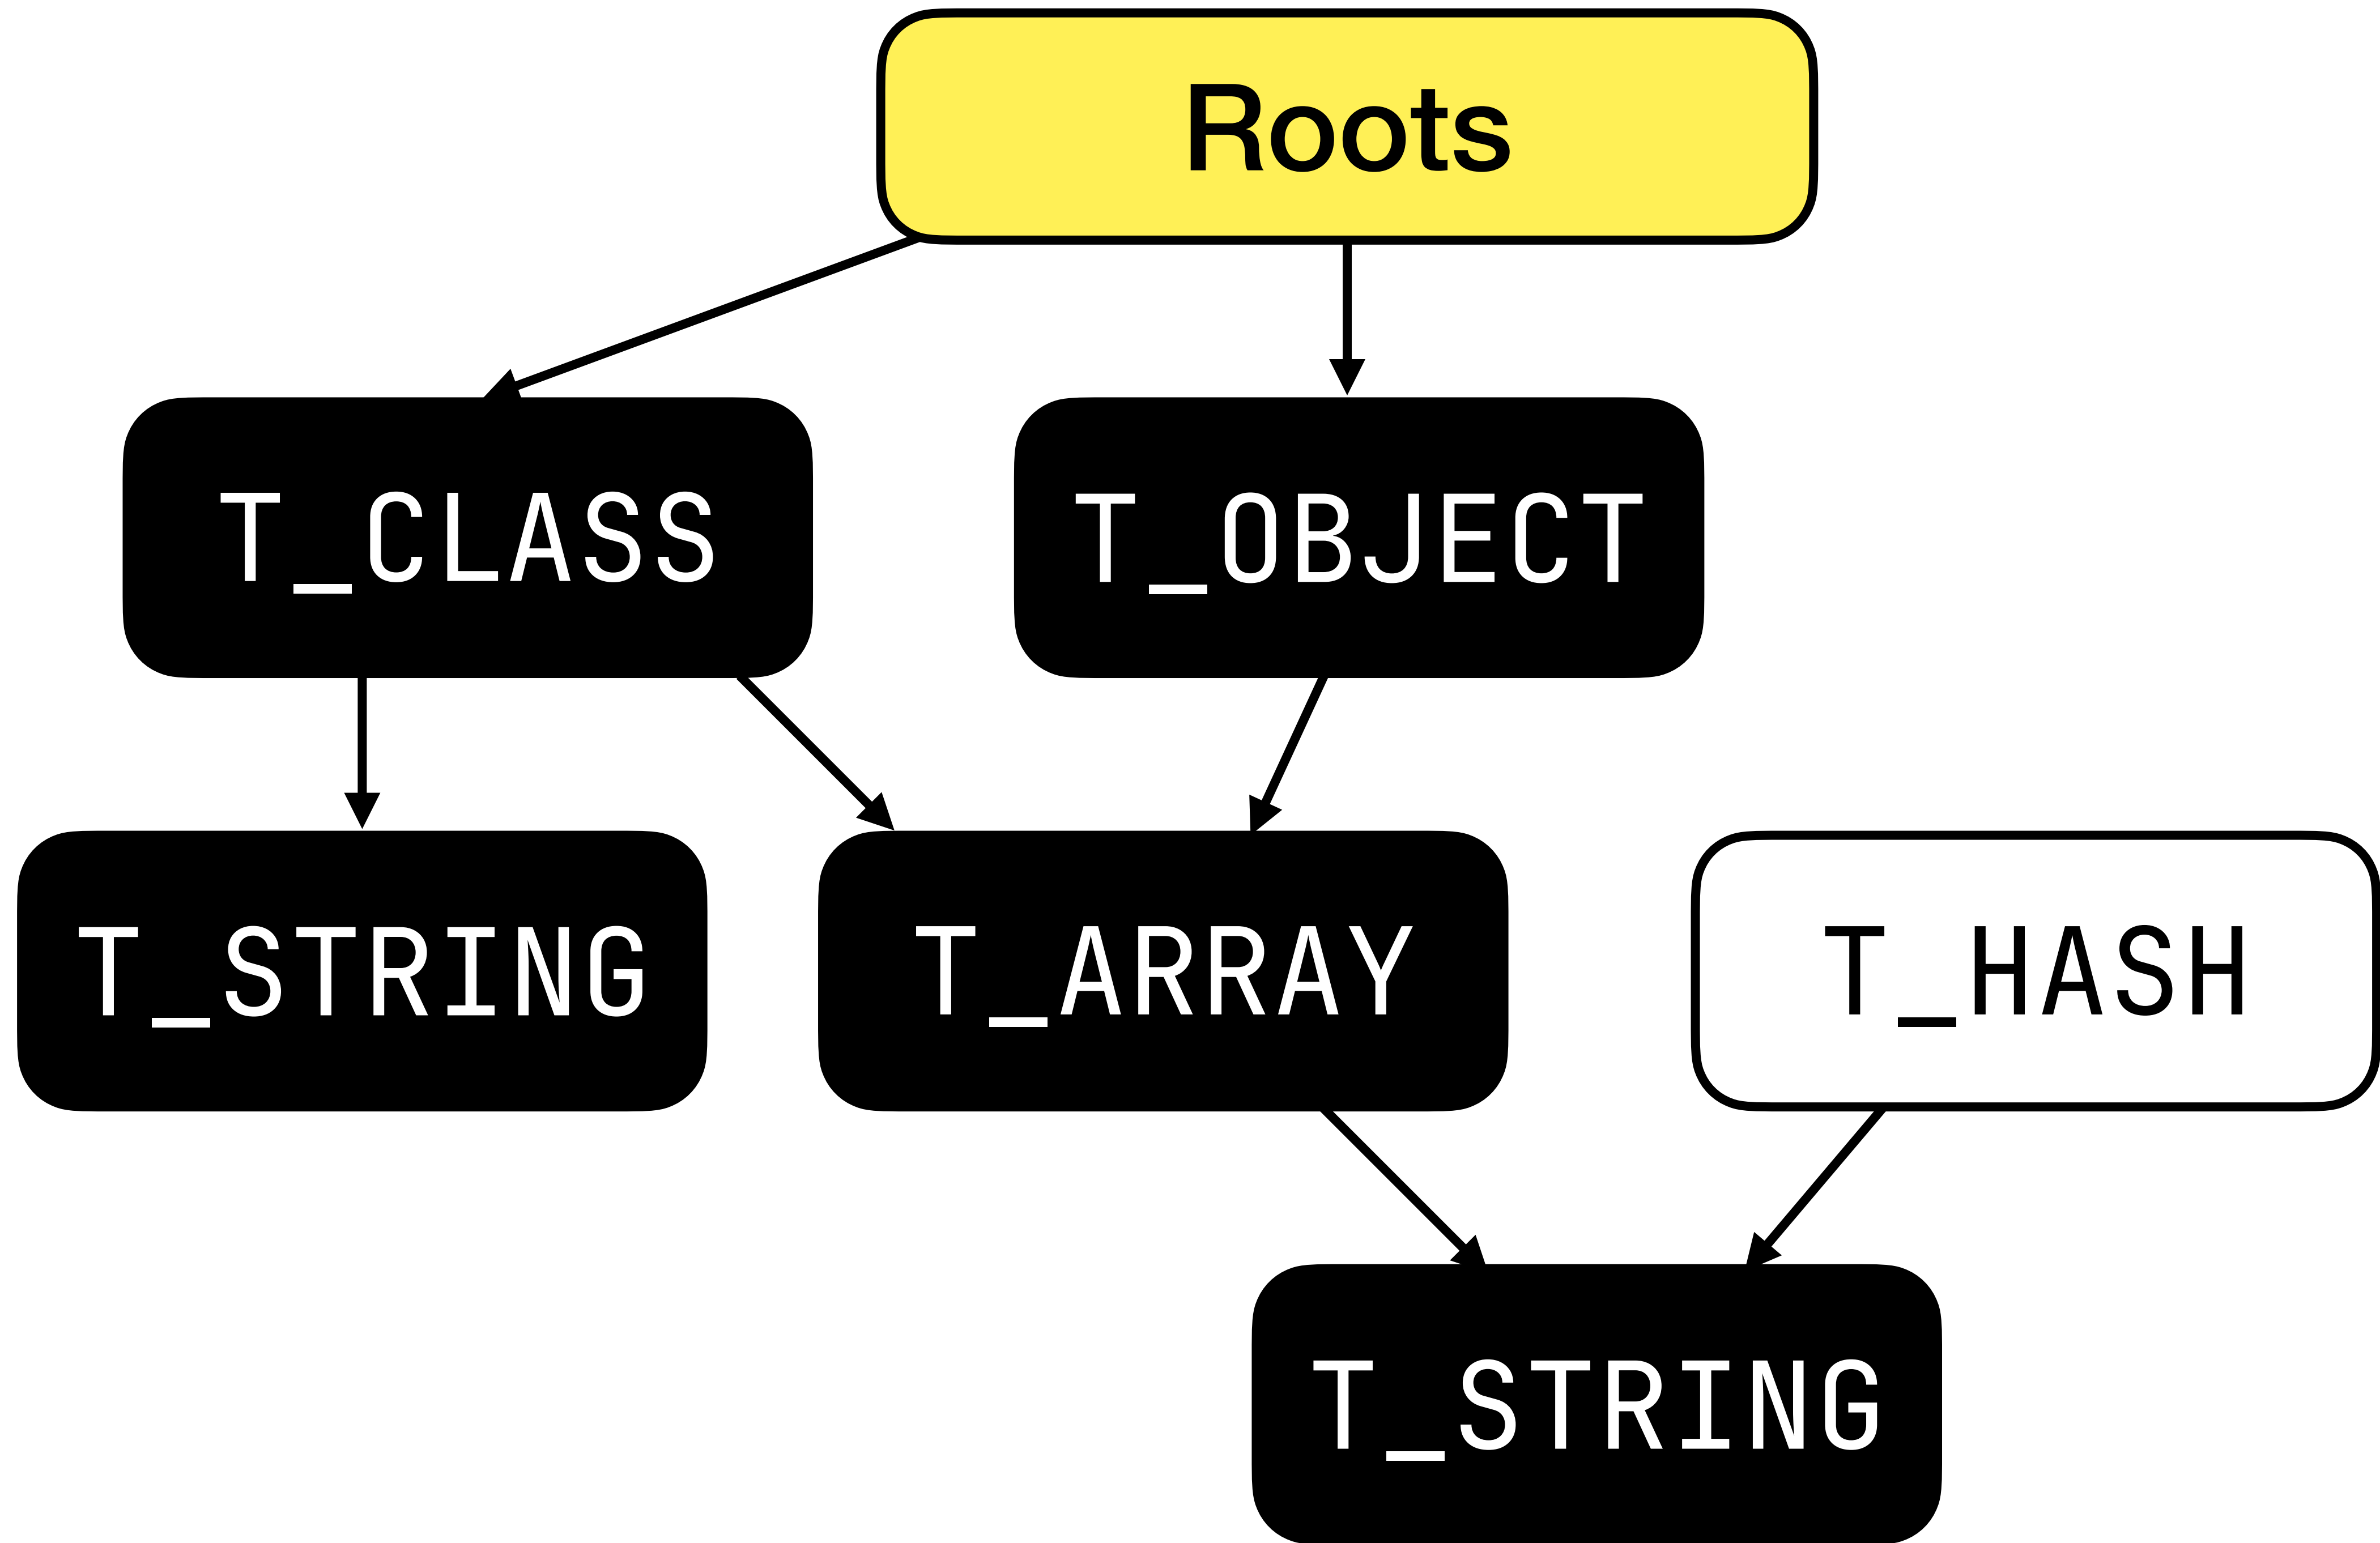 Roots
T_CLASS
T_OBJECT
T_STRING
T_ARRAY
T_HASH
T_STRING